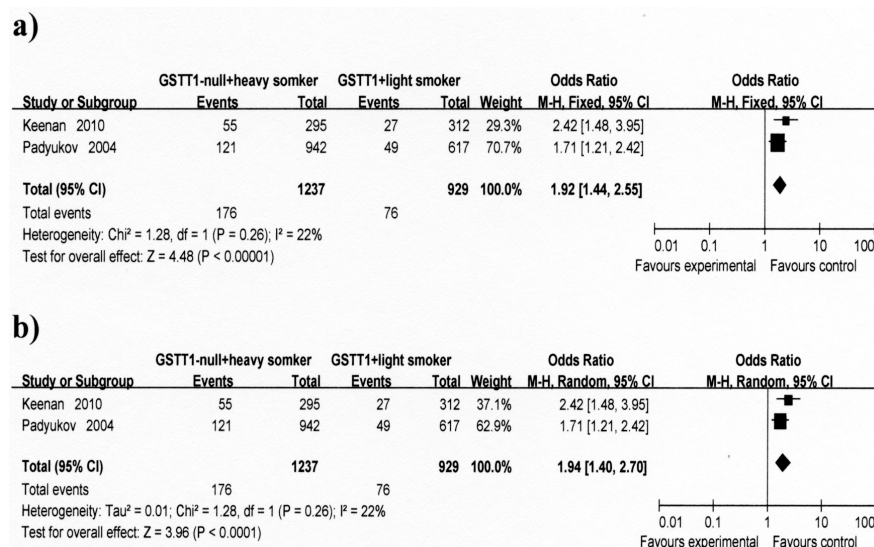 a)
GSTT1-null+heavy somker GSTT1+light smoker Odds Ratio Odds Ratio
Study or Subgroup Events Total Events Total Weight M-H, Fixed, 95% CI M-H, Fixed, 95% CI
Keenan 2010 55 295 27 312 29.3% 2.42 [1.48, 3.95]
Padyukov 2004 121 942 49 617 70.7% 1.71 [1.21, 2.42]
Total (95% CI) 1237 929 100.0% 1.92 [1.44, 2.55]
Total events 176 76
Heterogeneity: Chi² = 1.28, df = 1 (P = 0.26); I² = 22%
Test for overall effect: Z = 4.48 (P < 0.00001)
0.01 0.1 1 10 100
Favours experimental Favours control
b)
GSTT1-null+heavy somker GSTT1+light smoker Odds Ratio Odds Ratio
Study or Subgroup Events Total Events Total Weight M-H, Random, 95% CI M-H, Random, 95% CI
Keenan 2010 55 295 27 312 37.1% 2.42 [1.48, 3.95]
Padyukov 2004 121 942 49 617 62.9% 1.71 [1.21, 2.42]
Total (95% CI) 1237 929 100.0% 1.94 [1.40, 2.70]
Total events 176 76
Heterogeneity: Tau² = 0.01; Chi² = 1.28, df = 1 (P = 0.26); I² = 22%
Test for overall effect: Z = 3.96 (P < 0.0001)
0.01 0.1 1 10 100
Favours experimental Favours control